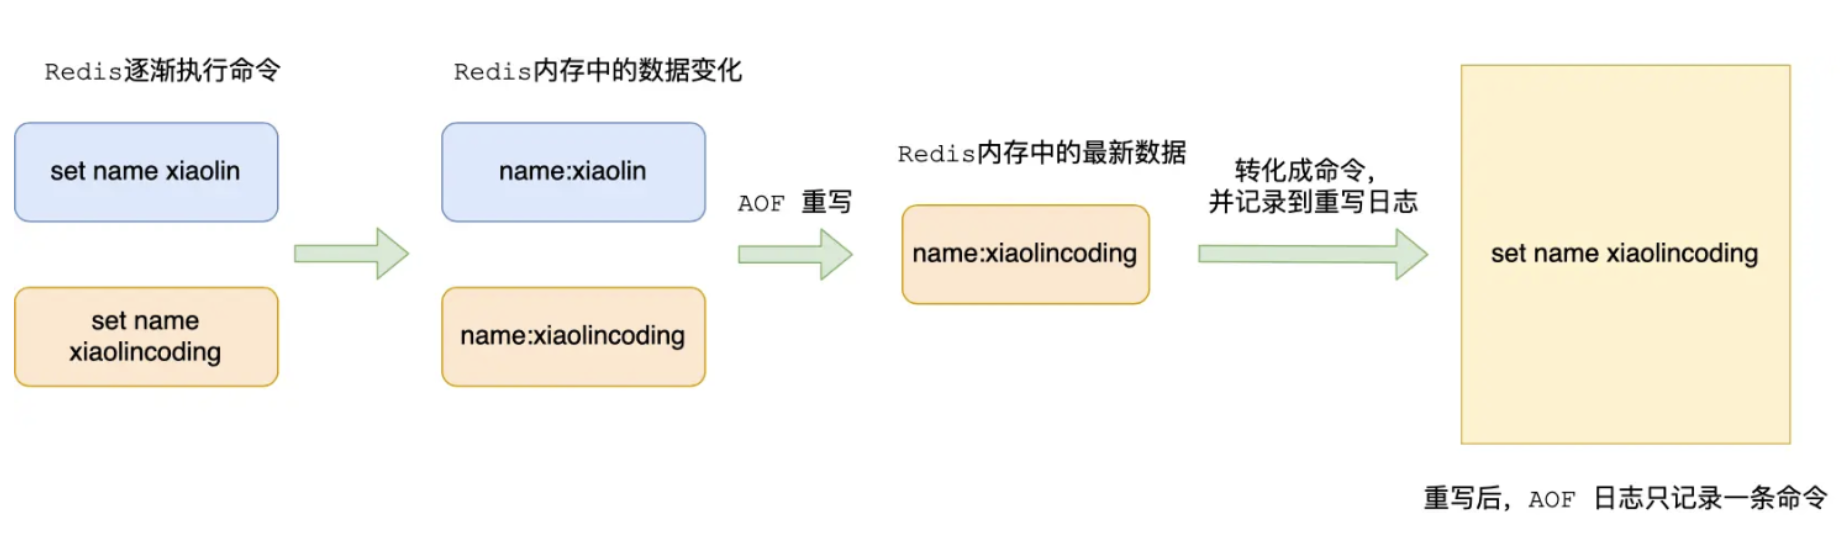 Redis逐渐执行命令
set name xiaolin
set name
xiaolincoding
Redis内存中的数据变化
name:xiaolin
name:xiaolincoding
AOF 重写
Redis内存中的最新数据
name:xiaolincoding
转化成命令,
并记录到重写日志
set name xiaolincoding
重写后, AOF 日志只记录一条命令